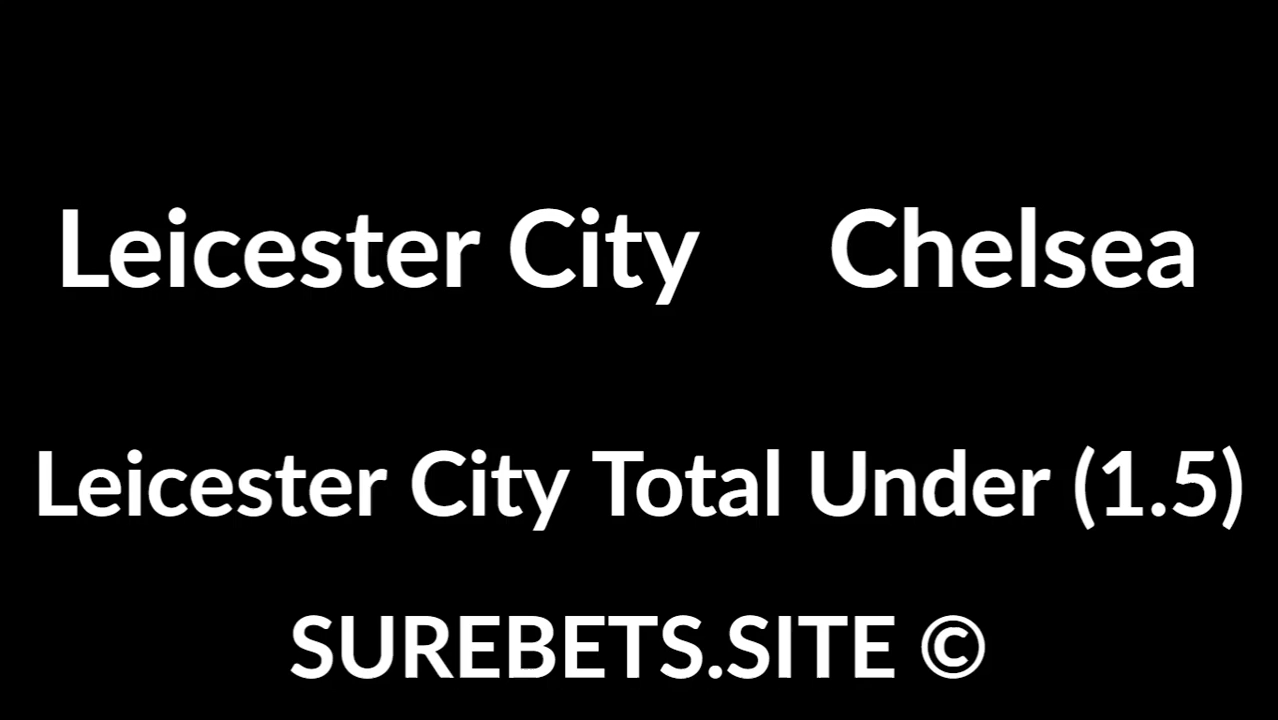 Leicester City Chelsea
Leicester City Total Under (1.5)
SUREBETS.SITE ©